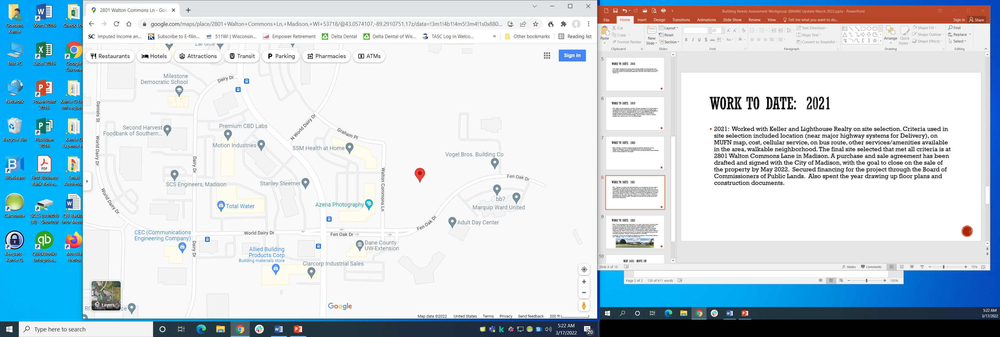 Goeden, Kerrie
Word 2016
Check Lo
This PC
Excel 2016
Google Chrome
Network
PowerPoint 2016
Kerrie G tir off reques
Recycle Bin
Publisher 2016
Kerrie G Expense R
BlueJeans
PDF
First Business Bank Revie...
Email Address...
Carbonite
SCLS (sclfs01) (R) - Shortcut
QB Backu Error Mess
Keepass - Kerrie G.
QuickBooks Enterprise...
Mozilla Firefox
2801 Walton Commons Ln - Goo
google.com/maps/place/2801+Walton+Commons+Ln,+Madison,+WI+53718/@43.0574107,-89.2910751,17z/data=!3m1!4b1!4m5!3m4!1s0x880...
SC Imputed Income an...
Subscribe to E-filin...
511WI | Wisconsin...
Empower Retirement
Delta Dental
Delta Dental of Wis...
TASC Log In Welco...
»
Other bookmarks
Reading list
LaForce
Restaurants
Hotels
Attractions
Transit
Parking
Pharmacies
ATMs
Sign in
Milestone
Democratic School
Dairy Dr
Daniels St
N World Dairy Dr
Second Harvest
Foodbank of Southern...
Premium CBD Labs
Motion Industries
Graham Pl
SSM Health at Home
World Dairy Dr
Dairy Dr
Vogel Bros. Building Co
Walton Commons Ln
Fen Oak Dr
SCS Engineers, Madison
Stanley Steemer
World Dairy Dr
bb7
Marquip Ward United
Total Water
Azena Photography
Adult Day Center
Fen Oak Dr
CEC (Communications
Engineering Company)
World Dairy Dr
Fen Oak Dr
Dairy Dr
Allied Building
Products Corp
Building materials store
Dane County
UW-Extension
Clarcorp Industrial Sales
Layers
Google
Map data ©2022 United States Terms Privacy Send feedback 200 ft
Type here to search
5:22 AM
3/17/2022
20
Building Needs Assessment Workgroup (BNAW) Update March 2022.pptx - PowerPoint
File Home Insert Design Transitions Animations Slide Show Review View Tell me what you want to do... Sign in Share
Paste
Cut
Copy
Format Painter
Clipboard
New Slide
Layout
Reset
Section
Slides
20
B I U S abc AV Aa A
Font
Text Direction
Align Text
Convert to SmartArt
Paragraph
Arrange
Quick Styles
Shape Fill
Shape Outline
Shape Effects
Drawing
Find
Replace
Select
Editing
5
WORK TO DATE: 2018
6
WORK TO DATE: 2019
7
WORK TO DATE: 2020
8
WORK TO DATE: 2021
9
WORK TO DATE: 2022
10
MAY 2022: MOVE IN!
WORK TO DATE: 2021
2021: Worked with Keller and Lighthouse Realty on site selection. Criteria used in
site selection included location (near major highway systems for Delivery), on
MUFN map, cost, cellular service, on bus route, other services/amenities available
in the area, walkable neighborhood. The final site selected that met all criteria is at
2801 Walton Commons Lane in Madison. A purchase and sale agreement has been
drafted and signed with the City of Madison, with the goal to close on the sale of
the property by May 2022. Secured financing for the project through the Board of
Commissioners of Public Lands. Also spent the year drawing up floor plans and
construction documents.
Slide 8 of 10
Notes Comments 75%
Page 2 of 2 120 of 611 words 100%
5:22 AM
3/17/2022